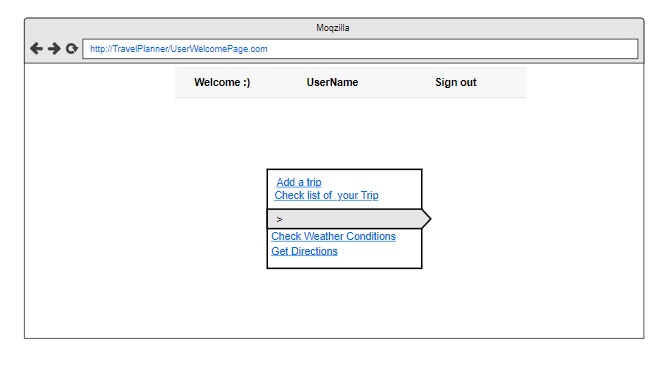 Moqzilla
http://TravelPlanner/UserWelcomePage.com
Welcome :) UserName Sign out
Add a trip
Check list of your Trip
>
Check Weather Conditions
Get Directions